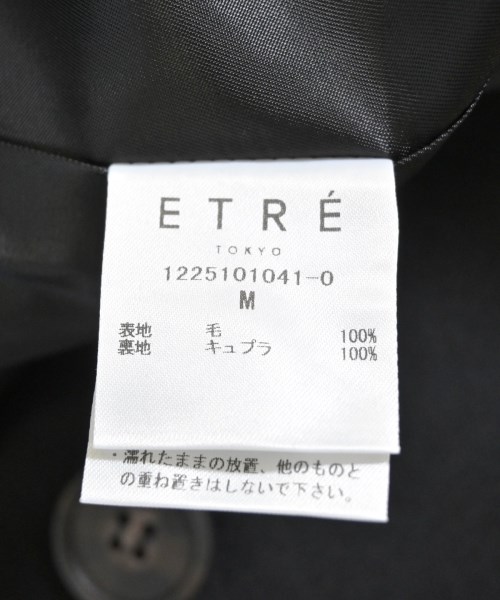 ETRÉ
TOKYO
1225101041-0
M
表地 毛 100%
裏地 キュプラ 100%
・濡れたままの放置、他のものと
の重ね置きはしないで下さい。